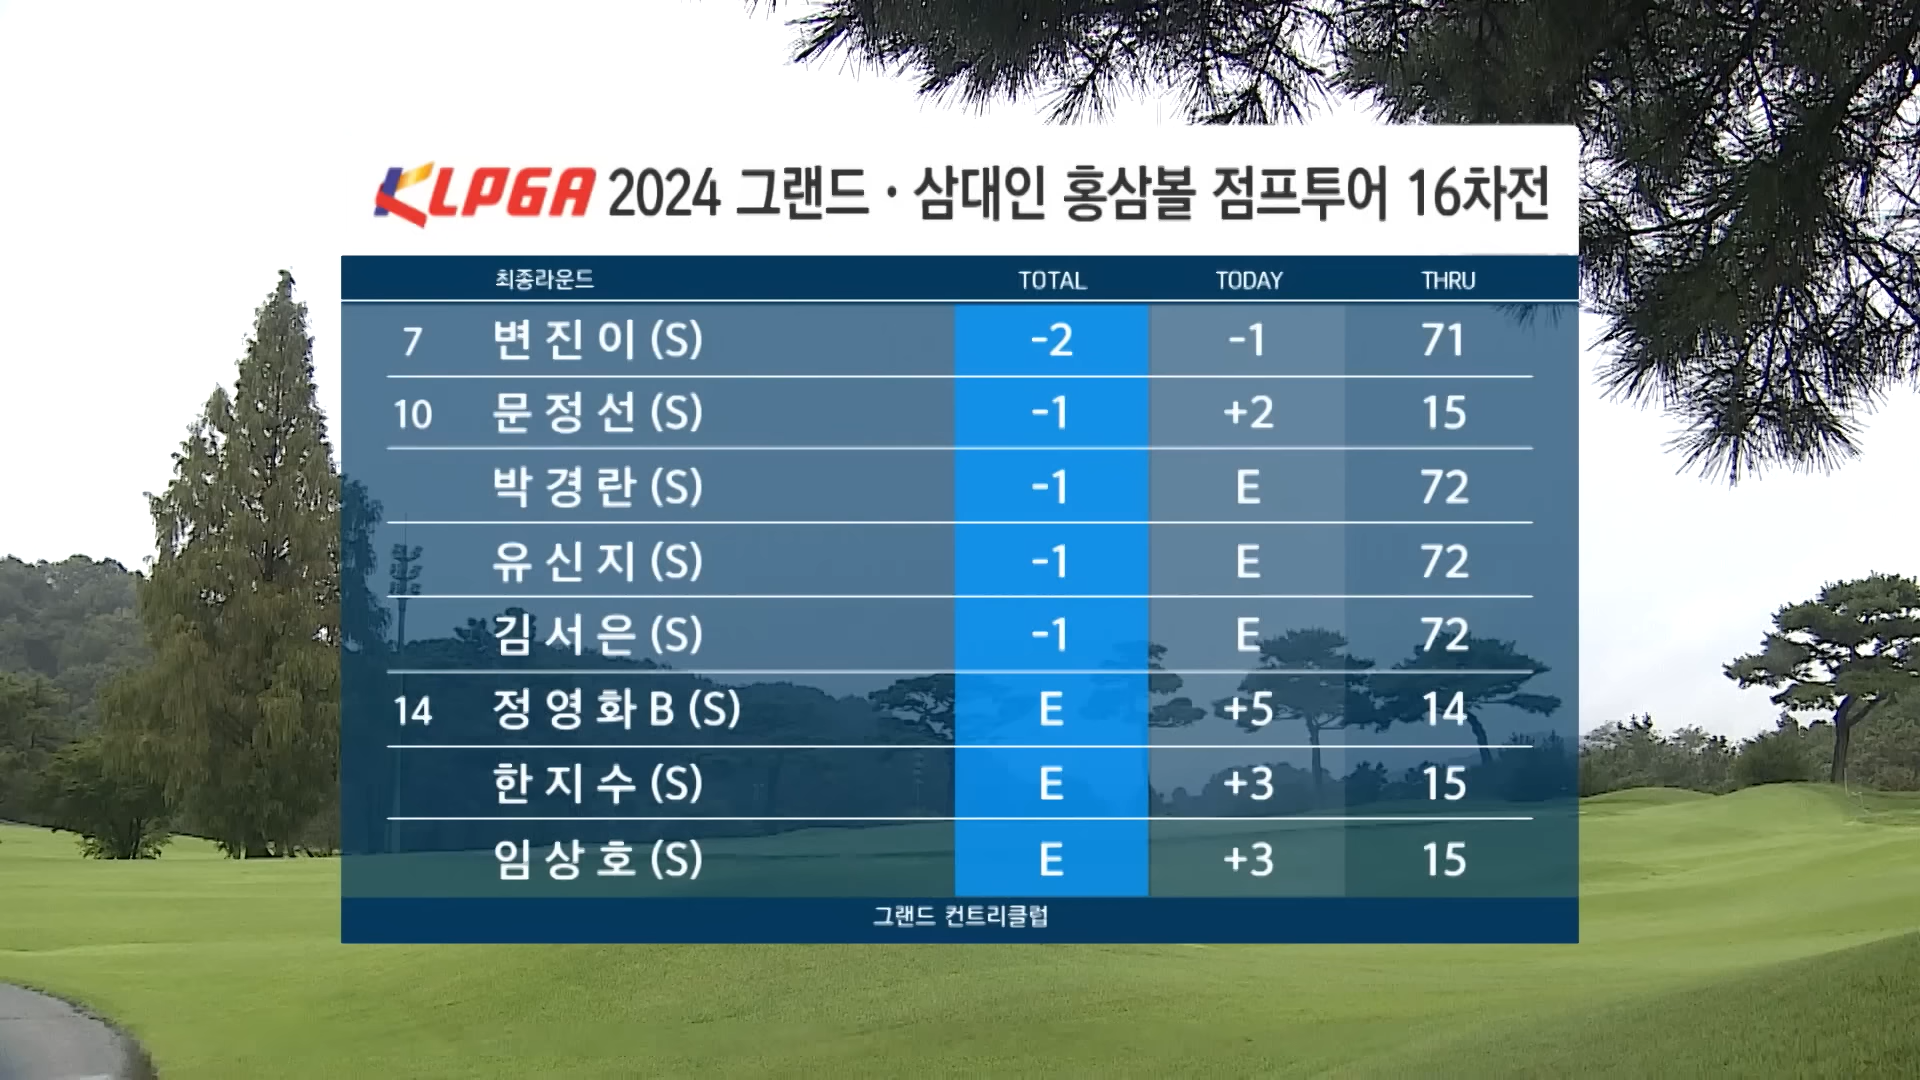 KLPGA 2024 그랜드 · 삼대인 홍삼볼 점프투어 16차전
최종라운드 TOTAL TODAY THRU
7 변진이 (S) -2 -1 71
10 문정선 (S) -1 +2 15
박경란 (S) -1 E 72
유신지 (S) -1 E 72
김서은 (S) -1 E 72
14 정영화B (S) E +5 14
한지수 (S) E +3 15
임상호 (S) E +3 15
그랜드 컨트리클럽